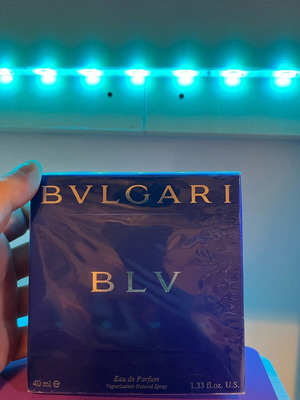 BVLGARI
BLV
Eau de Parfum
Vaporisateur Natural Spray
40 ml ℮ 1.33 fl.oz. U.S.